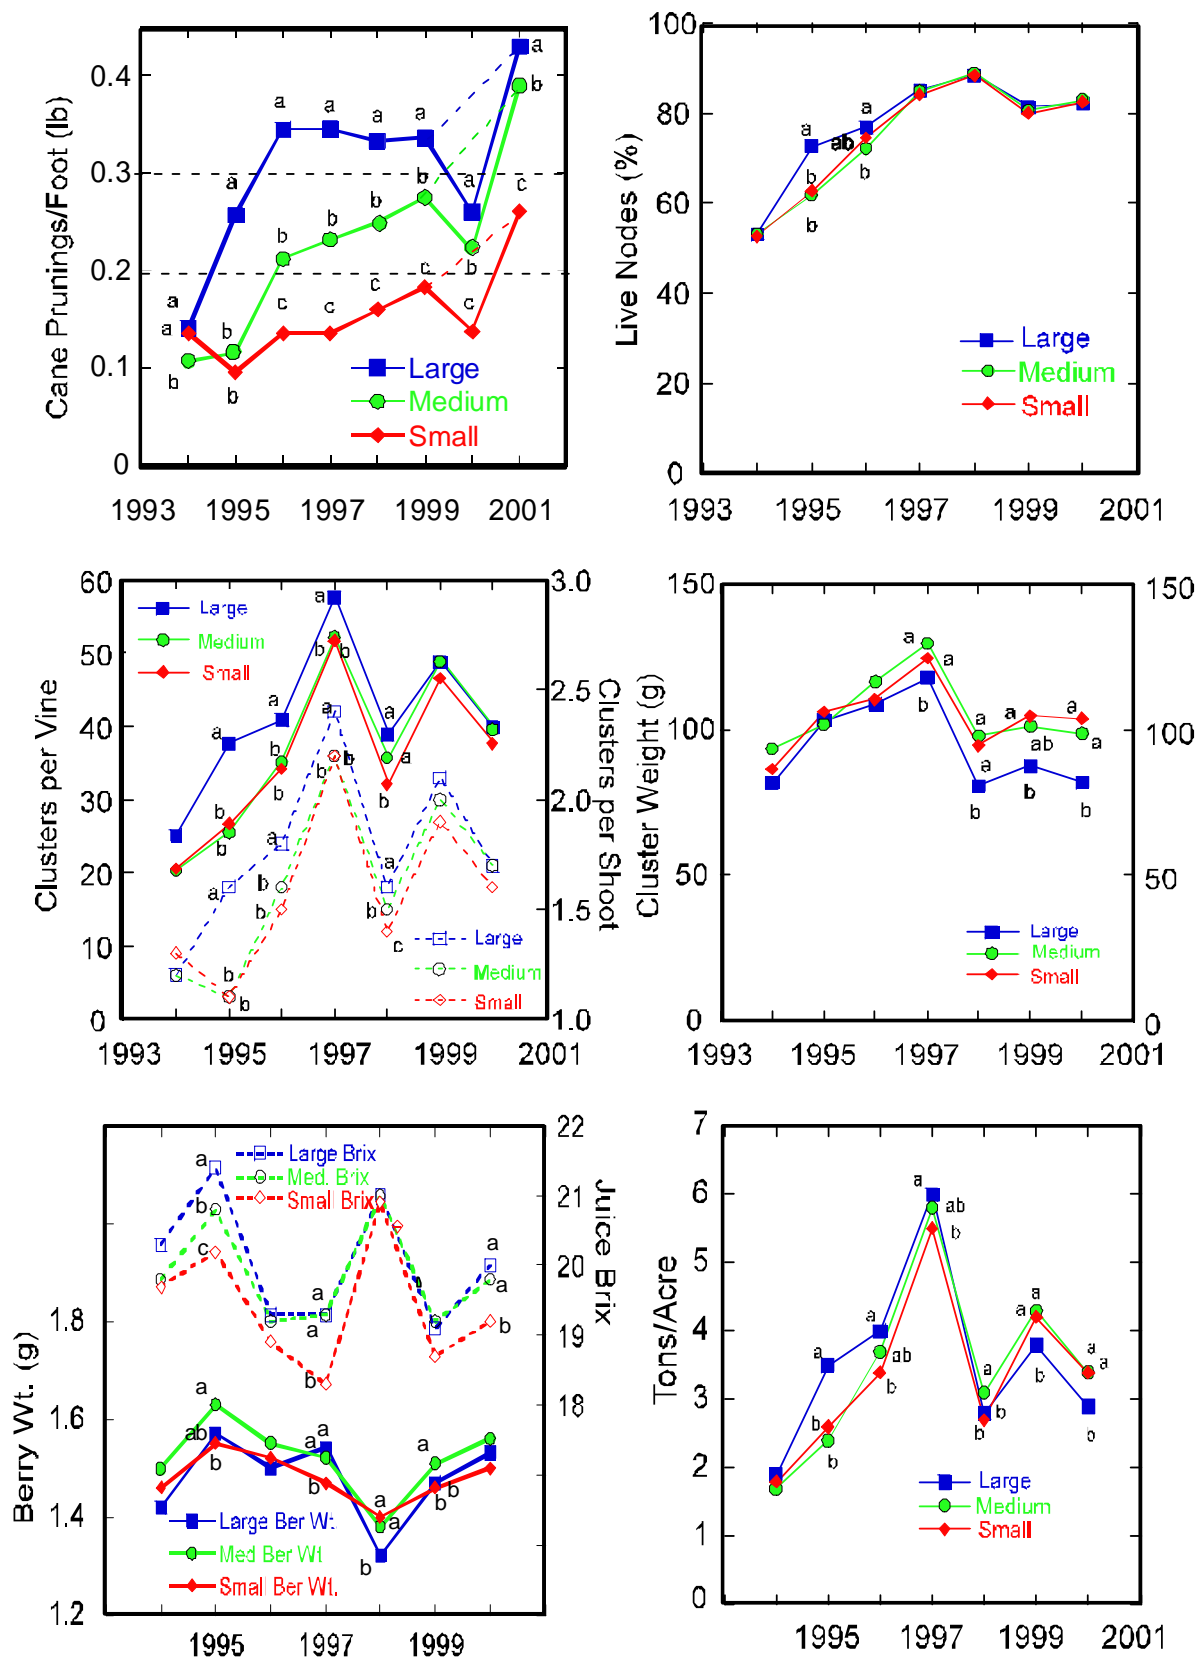 Cane Prunings/Foot (lb)
0.4
0.3
0.2
0.1
0
a
a
a
a
a
a
a
a
a
b
b
b
b
b
b
b
b
c
c
c
c
c
c
b
b
Large
Medium
Small
1993 1995 1997 1999 2001
Live Nodes (%)
100
80
60
40
20
0
a
a
ab
b
b
b
Large
Medium
Small
1993 1995 1997 1999 2001
Clusters per Vine
60
50
40
30
20
10
0
Large
Medium
Small
a
a
a
a
a
b
b
b
b
b
b
b
a
a
a
a
b
b
b
b
b
b
b
c
Large
Medium
Small
3.0
2.5
2.0
1.5
1.0
Clusters per Shoot
1993 1995 1997 1999 2001
Cluster Weight (g)
150
100
50
0
a
a
b
a
a
b
a
ab
b
a
a
b
Large
Medium
Small
150
100
50
0
1993 1995 1997 1999 2001
Berry Wt. (g)
1.8
1.6
1.4
1.2
a
b
c
Large Brix
Med. Brix
Small Brix
a
a
b
a
a
b
a
ab
b
a
a
b
a
a
b
a
b
b
Large Ber Wt.
Med Ber Wt
Small Ber Wt.
22
21
20
19
18
Juice Brix
1995 1997 1999
Tons/Acre
7
6
5
4
3
2
1
0
a
b
b
a
ab
b
a
ab
b
a
b
b
a
a
b
a
a
b
Large
Medium
Small
1995 1997 1999 2001